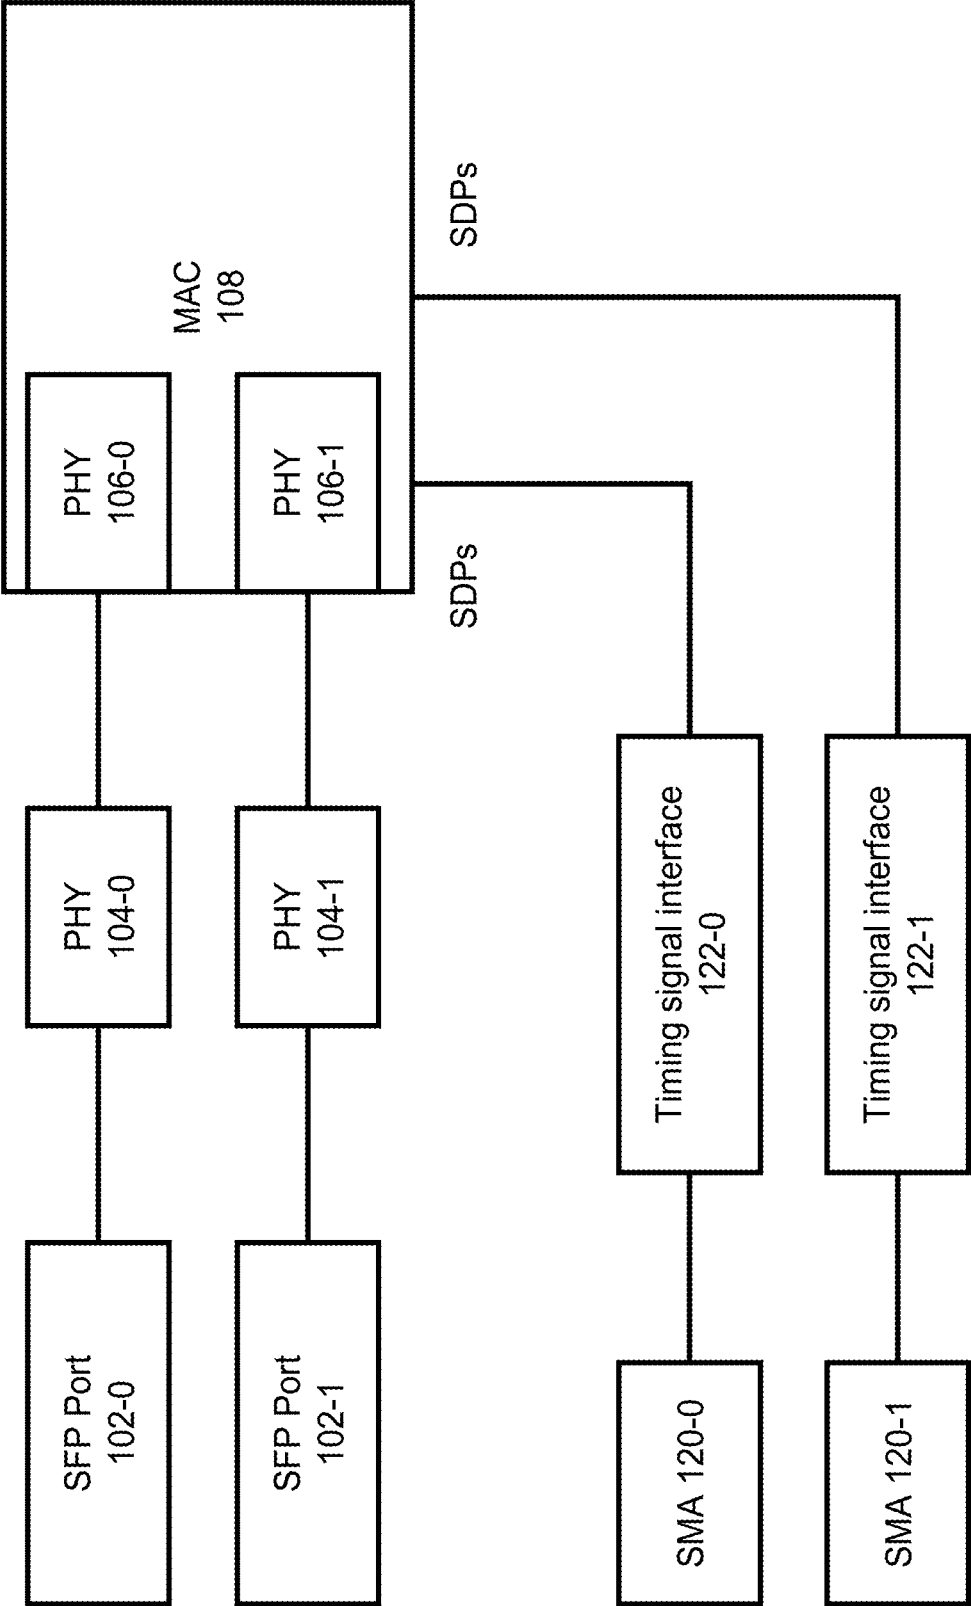 SFP Port
102-0
PHY
104-0
PHY
106-0
MAC
108
SFP Port
102-1
PHY
104-1
PHY
106-1
SDPs
SDPs
SMA 120-0
Timing signal interface
122-0
SMA 120-1
Timing signal interface
122-1